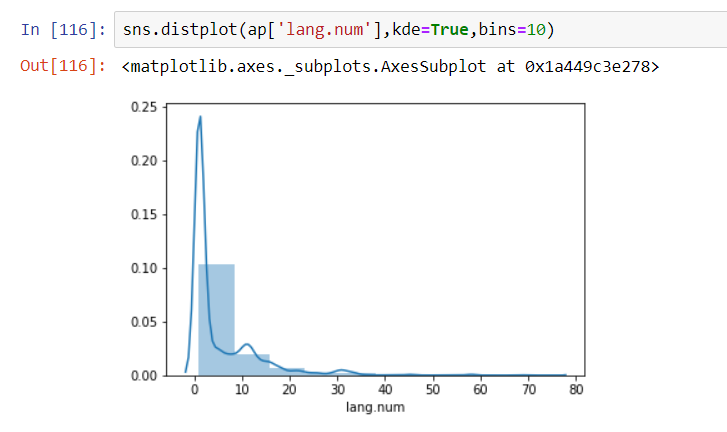 In [116]: sns.distplot(ap['lang.num'],kde=True,bins=10)
Out[116]: <matplotlib.axes._subplots.AxesSubplot at 0x1a449c3e278>
0.25
0.20
0.15
0.10
0.05
0.00
0 10 20 30 40 50 60 70 80
lang.num